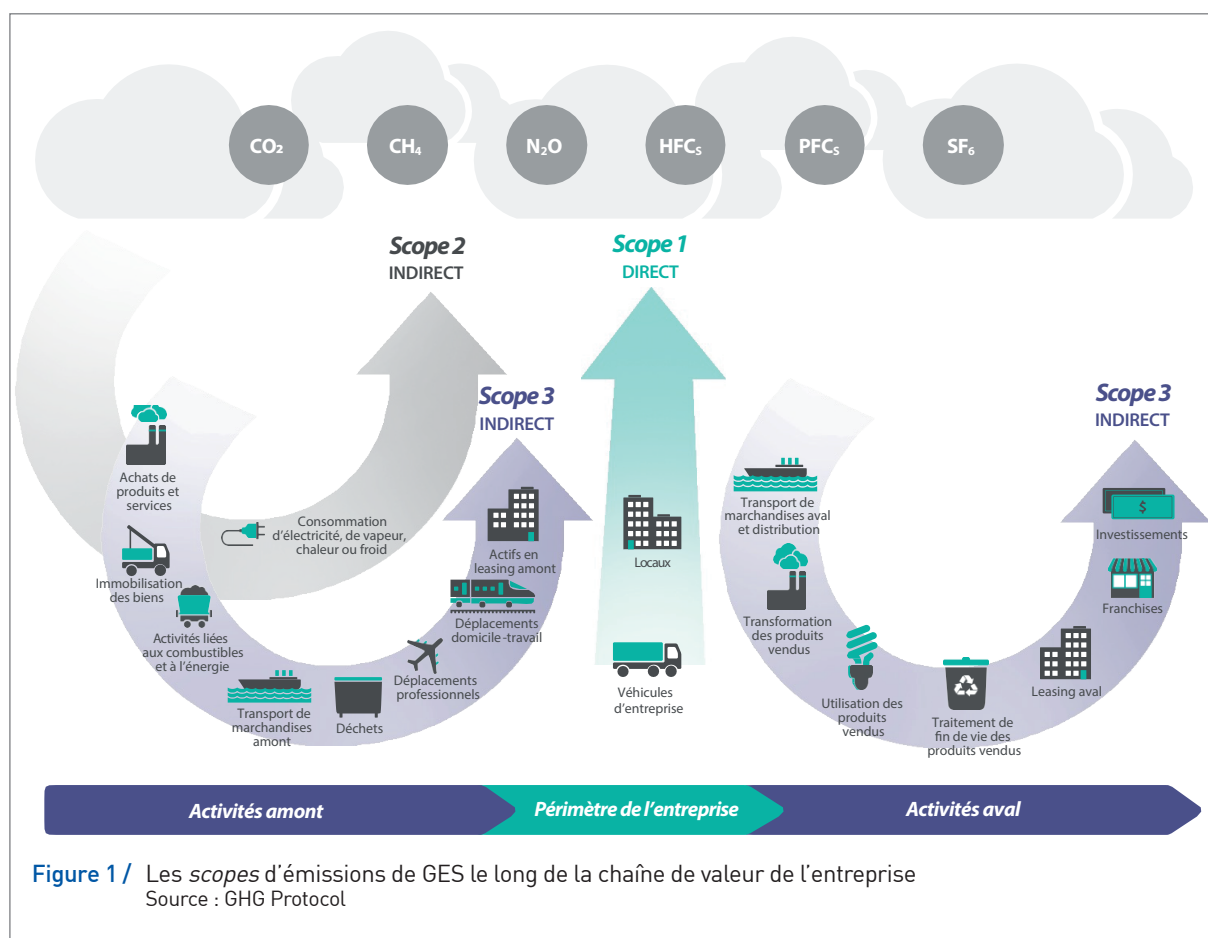 CO₂
CH₄
N₂O
HFCs
PFCs
SF₆
Scope 2
INDIRECT
Scope 1
DIRECT
Scope 3
INDIRECT
Scope 3
INDIRECT
Achats de
produits et
services
Immobilisation
des biens
Activités liées
aux combustibles
et à l'énergie
Transport de
marchandises
amont
Déchets
Déplacements
professionnels
Déplacements
domicile-travail
Actifs en
leasing amont
Consommation
d'électricité, de vapeur,
chaleur ou froid
Locaux
Véhicules
d'entreprise
Transport de
marchandises aval
et distribution
Transformation
des produits
vendus
Utilisation des
produits
vendus
Traitement de
fin de vie des
produits vendus
Leasing aval
Franchises
$
Investissements
Activités amont
Périmètre de l'entreprise
Activités aval
Figure 1 / Les scopes d'émissions de GES le long de la chaîne de valeur de l'entreprise
Source : GHG Protocol